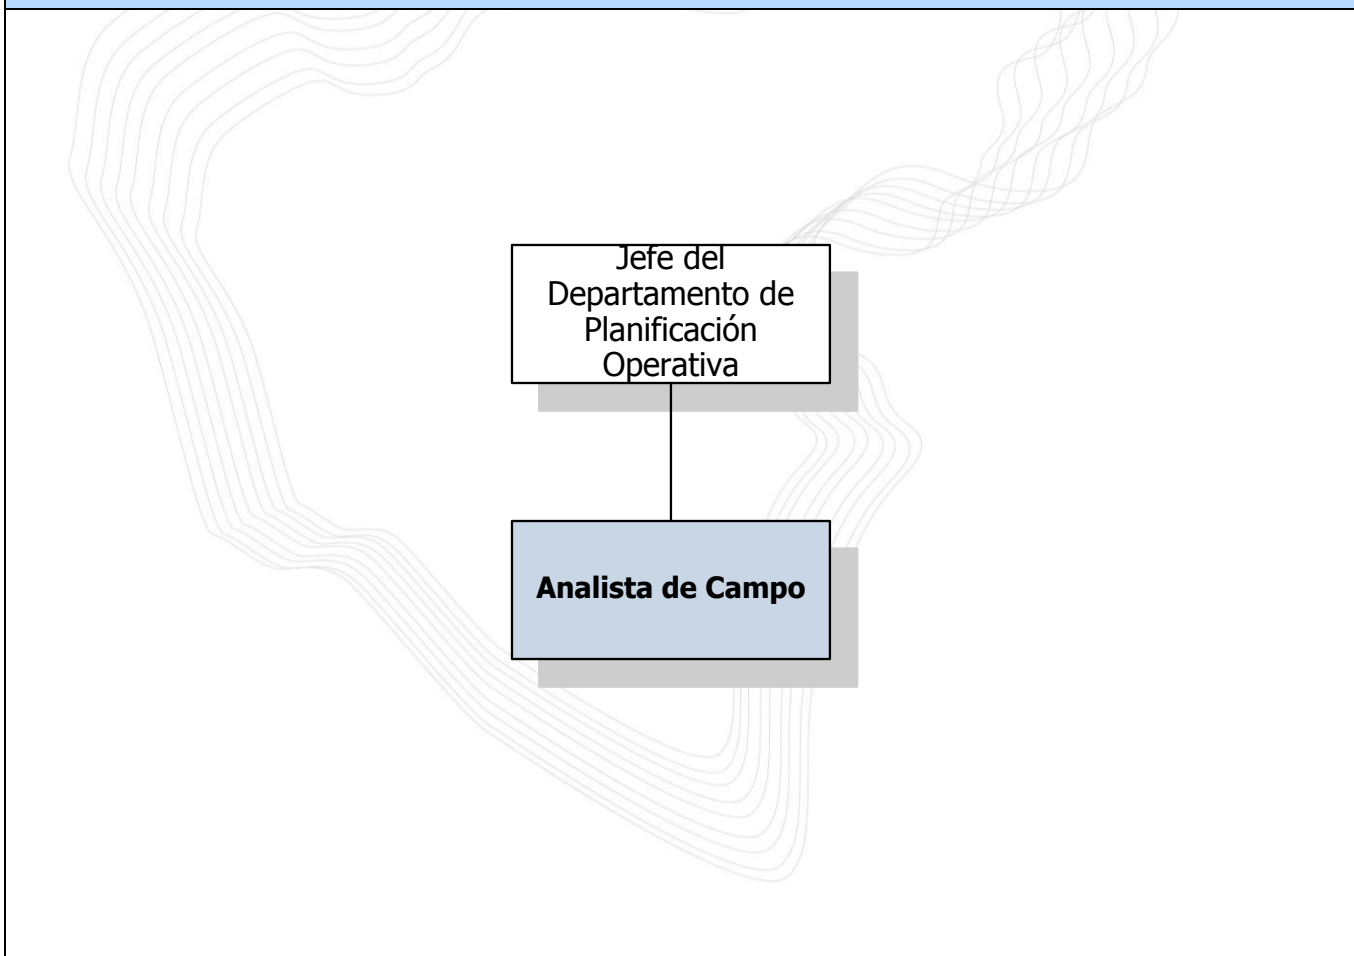 Jefe del
Departamento de
Planificación
Operativa
Analista de Campo